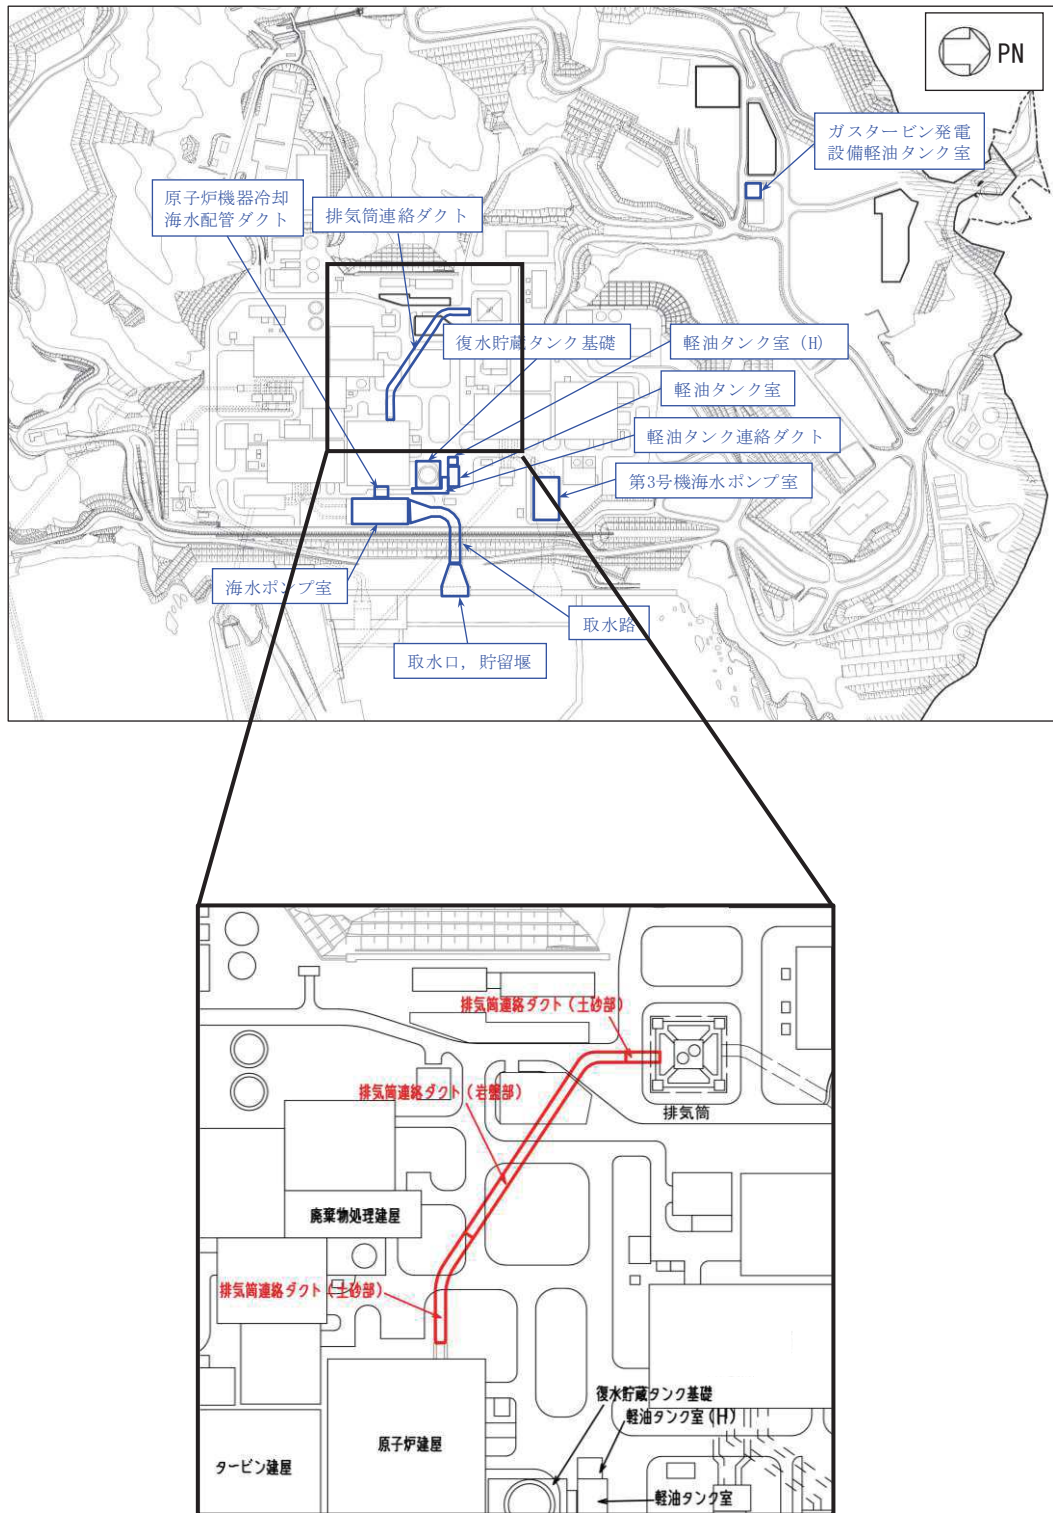 PN
ガスタービン発電
設備軽油タンク室
原子炉機器冷却
海水配管ダクト
排気筒連絡ダクト
復水貯蔵タンク基礎
軽油タンク室（H）
軽油タンク室
軽油タンク連絡ダクト
第3号機海水ポンプ室
海水ポンプ室
取水路
取水口，貯留堰
排気筒連絡ダクト（土砂部）
排気筒連絡ダクト（岩盤部）
排気筒
廃棄物処理建屋
排気筒連絡ダクト（土砂部）
復水貯蔵タンク基礎
軽油タンク室（H）
原子炉建屋
タービン建屋
軽油タンク室